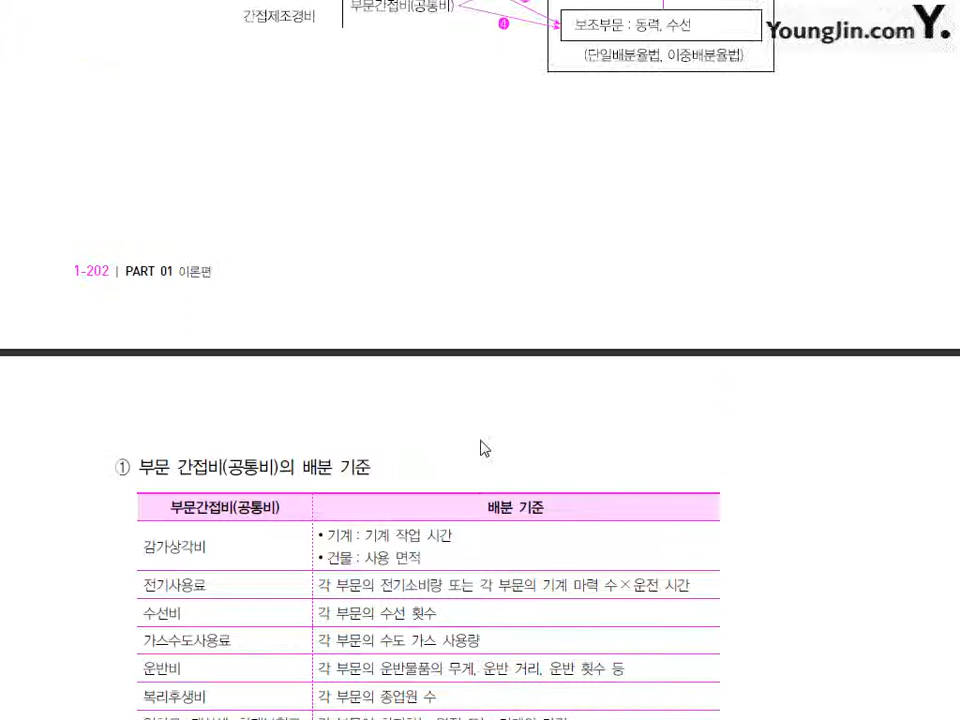 간접제조경비
부문간접비(공통비)
④
보조부문 : 동력, 수선
(단일배분율법, 이중배분율법)
YoungJin.com Y.
1-202 | PART 01 이론편
① 부문 간접비(공통비)의 배분 기준
부문간접비(공통비) 배분 기준
감가상각비
• 기계 : 기계 작업 시간
• 건물 : 사용 면적
전기사용료 각 부문의 전기소비량 또는 각 부문의 기계 마력 수×운전 시간
수선비 각 부문의 수선 횟수
가스수도사용료 각 부문의 수도 가스 사용량
운반비 각 부문의 운반물품의 무게, 운반 거리, 운반 횟수 등
복리후생비 각 부문의 종업원 수